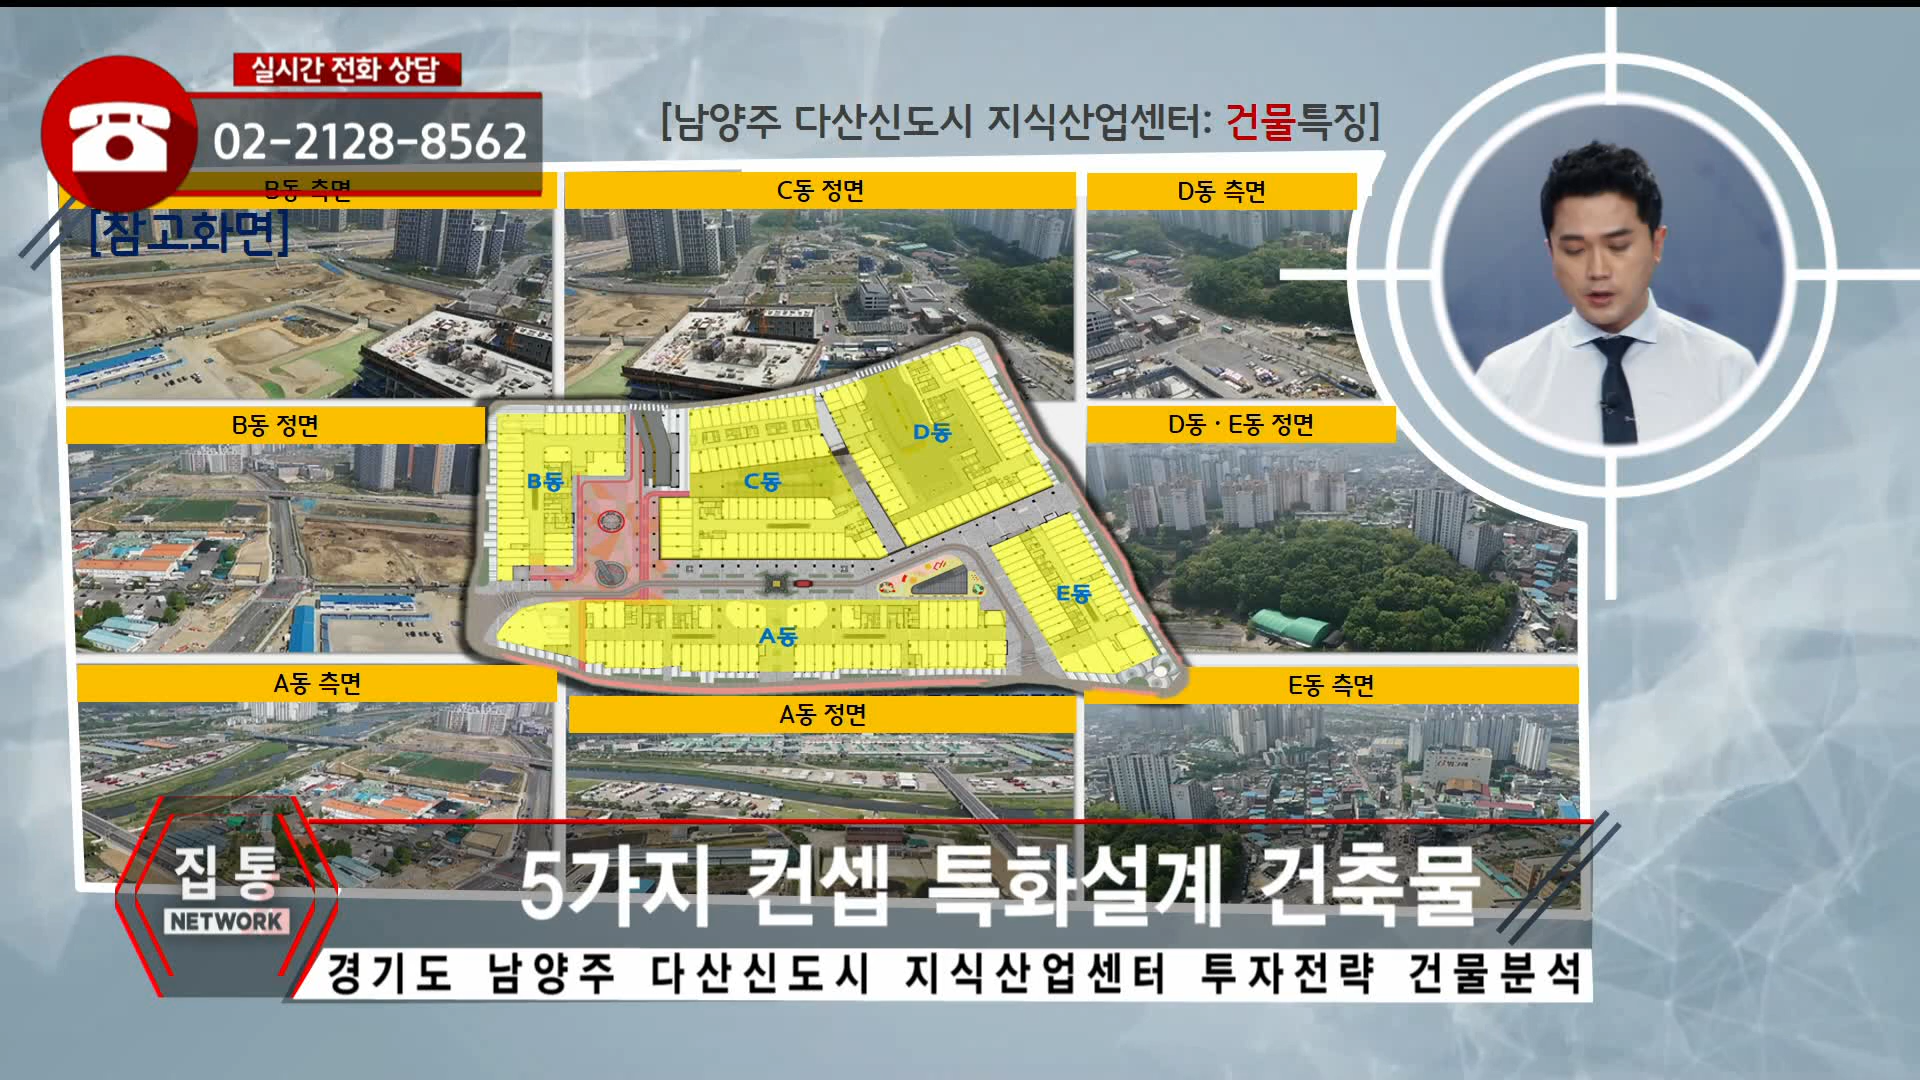 실시간 전화 상담
02-2128-8562
[남양주 다산신도시 지식산업센터: 건물특징]
B동 측면
C동 정면
D동 측면
[참고화면]
B동 정면
D동 · E동 정면
D동
B동
C동
E동
A동
A동 측면
A동 정면
E동 측면
집통
NETWORK
5가지 컨셉 특화설계 건축물
경기도 남양주 다산신도시 지식산업센터 투자전략 건물분석